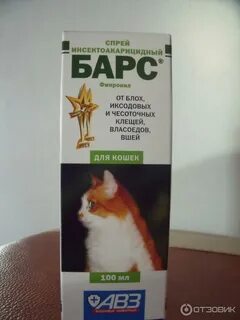 СПРЕЙ
ИНСЕКТОАКАРИЦИДНЫЙ
БАРС®
Фипронил
ОТ БЛОХ,
ИКСОДОВЫХ И
ЧЕСОТОЧНЫХ
КЛЕЩЕЙ,
ВЛАСОЕДОВ,
ВШЕЙ
ДЛЯ КОШЕК
100 мл
АВЗ
ОТЗОВИК